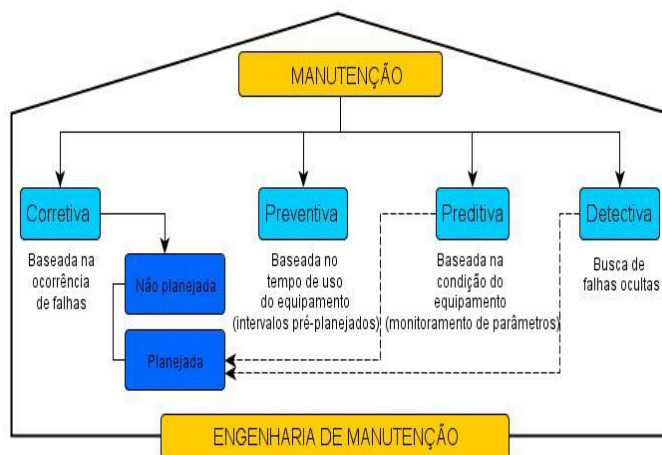 MANUTENÇÃO
Corretiva
Preventiva
Preditiva
Detectiva
Baseada na
ocorrência
de falhas
Não planejada
Planejada
Baseada no
tempo de uso
do equipamento
(intervalos pré-planejados)
Baseada na
condição do
equipamento
(monitoramento de parâmetros)
Busca de
falhas ocultas
ENGENHARIA DE MANUTENÇÃO